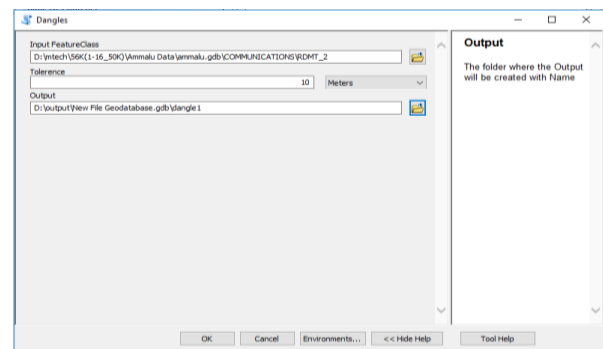 Dangles
Input FeatureClass
D:\mtech\56K(1-16_50K)\Ammalu Data\ammalu.gdb\COMMUNICATIONS\RDMT_2
Tolerence
10 Meters
Output
D:\output\New File Geodatabase.gdb\dangle1
Output
The folder where the Output
will be created with Name
OK Cancel Environments... << Hide Help Tool Help